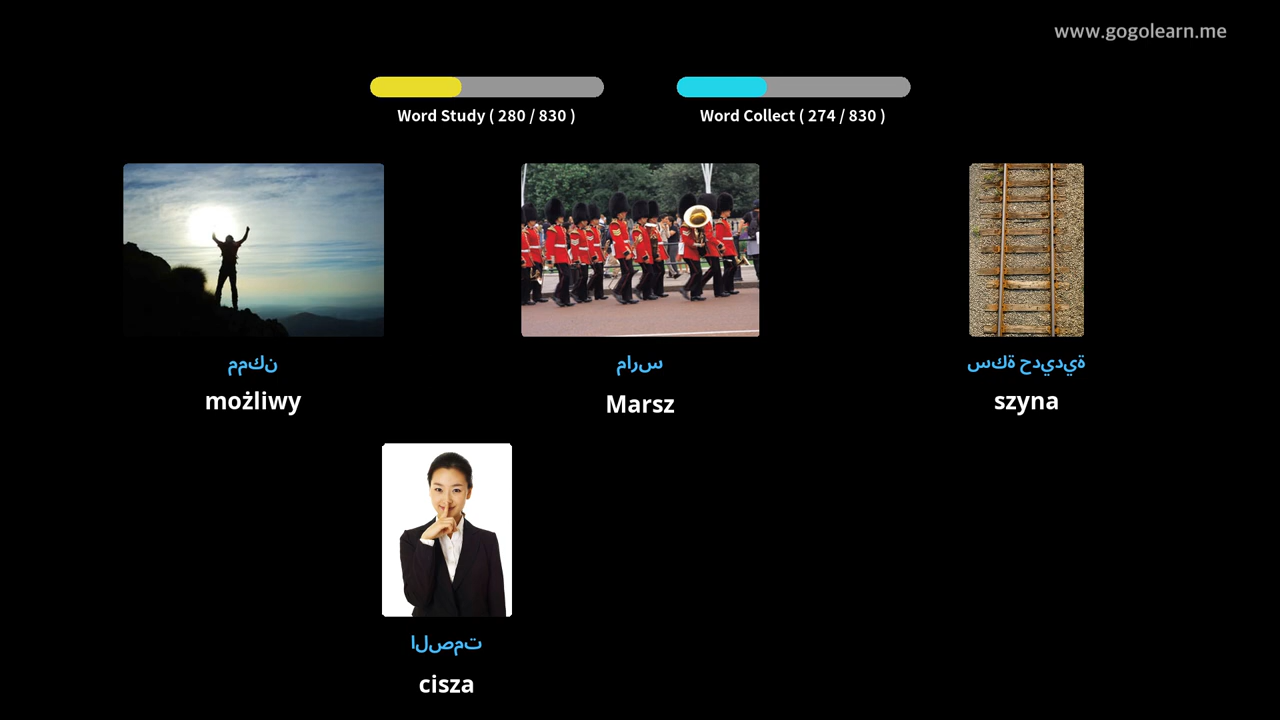 www.gogolearn.me
Word Study ( 280 / 830 )
Word Collect ( 274 / 830 )
ممكن
możliwy
مارس
Marsz
سكة حديدية
szyna
الصمت
cisza